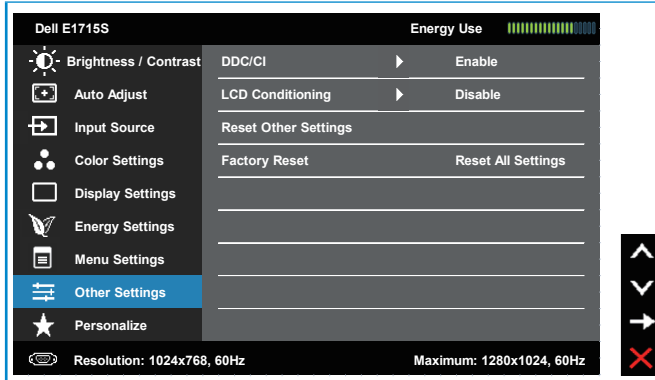 Dell E1715S Energy Use
Brightness / Contrast DDC/CI Enable
Auto Adjust LCD Conditioning Disable
Input Source Reset Other Settings
Color Settings Factory Reset Reset All Settings
Display Settings
Energy Settings
Menu Settings
Other Settings
Personalize
Resolution: 1024x768, 60Hz Maximum: 1280x1024, 60Hz